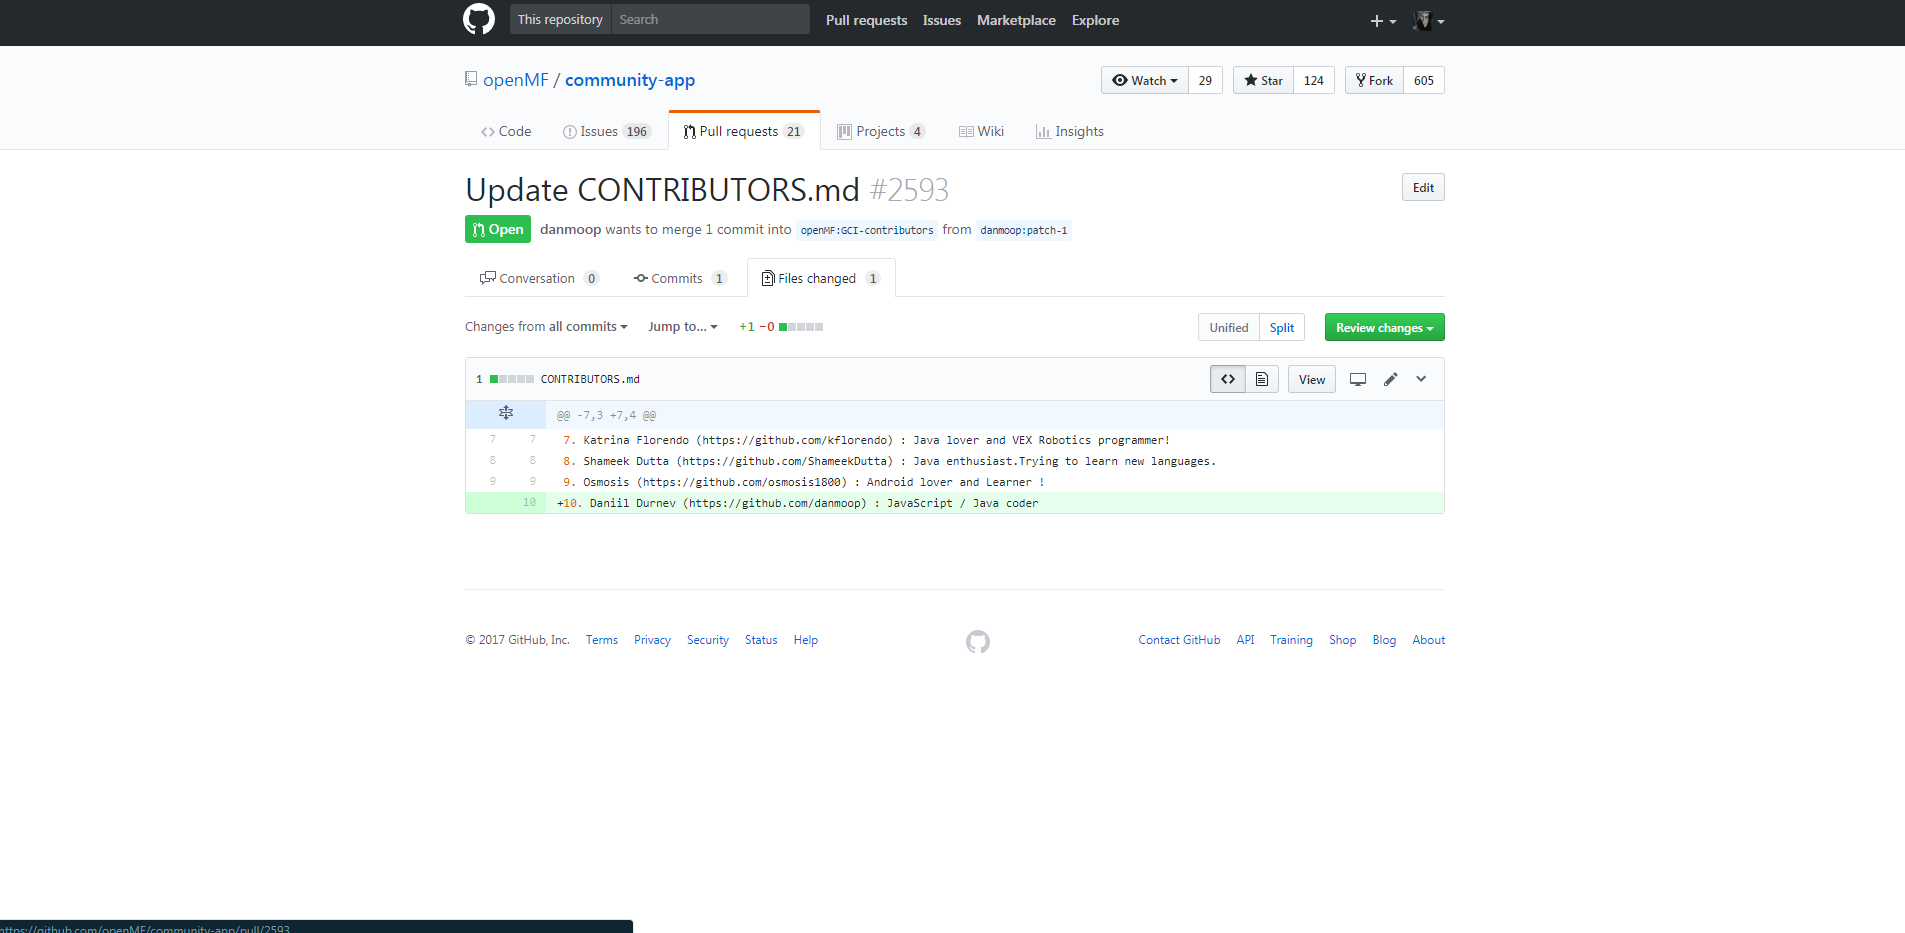 This repository Search Pull requests Issues Marketplace Explore
openMF / community-app Watch 29 Star 124 Fork 605
Code Issues 196 Pull requests 21 Projects 4 Wiki Insights
Update CONTRIBUTORS.md #2593 Edit
Open danmoop wants to merge 1 commit into openMF:GCI-contributors from danmoop:patch-1
Conversation 0 Commits 1 Files changed 1
Changes from all commits Jump to... +1 −0 Unified Split Review changes
1 CONTRIBUTORS.md <> View
@@ -7,3 +7,4 @@
7 7 7. Katrina Florendo (https://github.com/kflorendo) : Java lover and VEX Robotics programmer!
8 8 8. Shameek Dutta (https://github.com/ShameekDutta) : Java enthusiast.Trying to learn new languages.
9 9 9. Osmosis (https://github.com/osmosis1800) : Android lover and Learner !
10 +10. Daniil Durnev (https://github.com/danmoop) : JavaScript / Java coder
© 2017 GitHub, Inc. Terms Privacy Security Status Help Contact GitHub API Training Shop Blog About
https://github.com/openMF/community-app/pull/2593